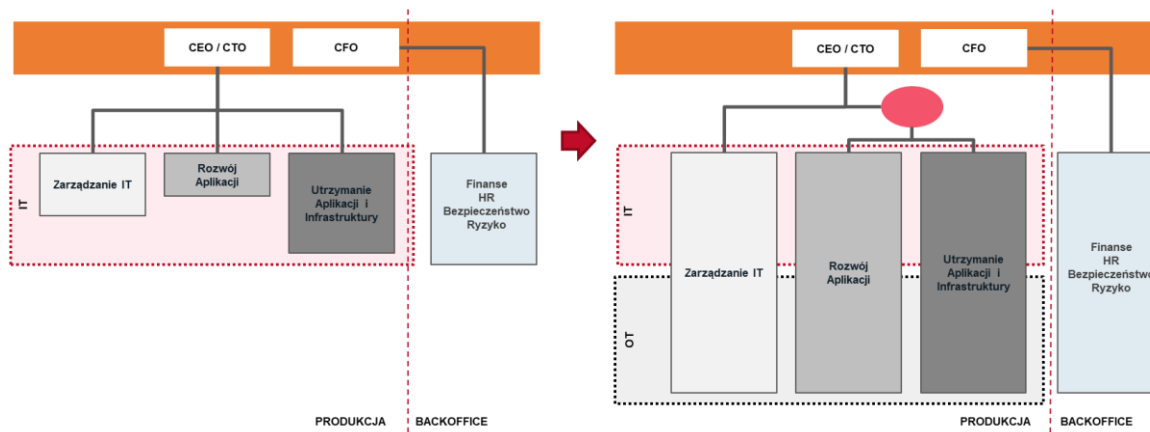 CEO / CTO
CFO
IT
Zarządzanie IT
Rozwój
Aplikacji
Utrzymanie
Aplikacji i
Infrastruktury
Finanse
HR
Bezpieczeństwo
Ryzyko
PRODUKCJA
BACKOFFICE
CEO / CTO
CFO
IT
OT
Zarządzanie IT
Rozwój
Aplikacji
Utrzymanie
Aplikacji i
Infrastruktury
Finanse
HR
Bezpieczeństwo
Ryzyko
PRODUKCJA
BACKOFFICE